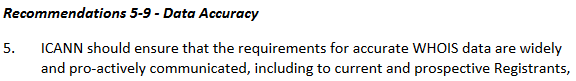 Recommendations 5-9 - Data Accuracy
5. ICANN should ensure that the requirements for accurate WHOIS data are widely
and pro-actively communicated, including to current and prospective Registrants,